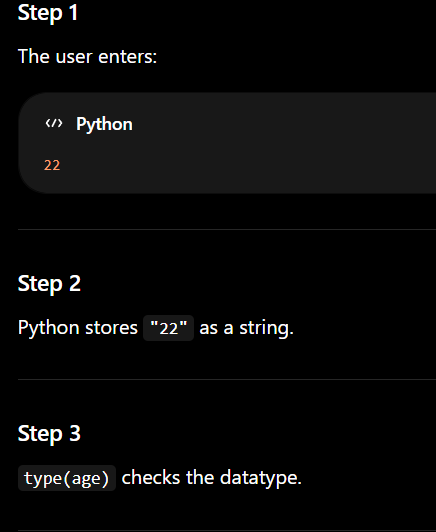 Step 1
The user enters:
</> Python
22
Step 2
Python stores "22" as a string.
Step 3
type(age) checks the datatype.